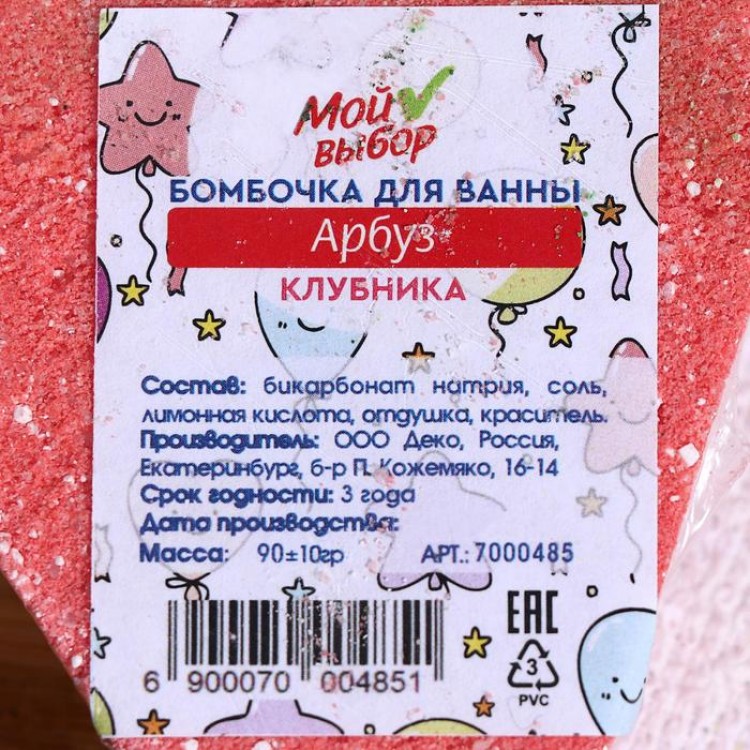 Мой
выбор
БОМБОЧКА ДЛЯ ВАННЫ
Арбуз
КЛУБНИКА
Состав: бикарбонат натрия, соль,
лимонная кислота, отдушка, краситель.
Производитель: ООО Деко, Россия,
Екатеринбург, б-р П. Кожемяко, 16-14
Срок годности: 3 года
Дата производства:
Масса: 90±10гр АРТ.: 7000485
EAC
6 900070 004851
3
PVC